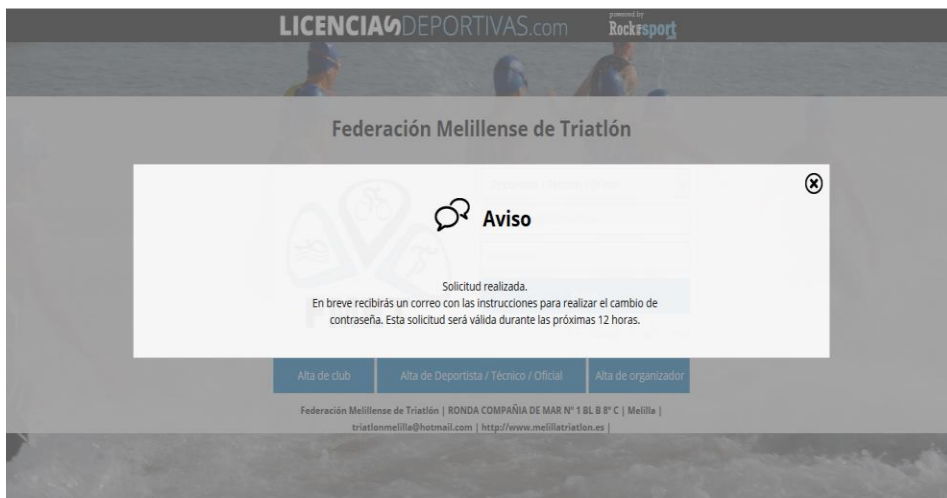 LICENCIASDEPORTIVAS.com
powered by
Rockthesport
Federación Melillense de Triatlón
Aviso
Solicitud realizada.
En breve recibirás un correo con las instrucciones para realizar el cambio de
contraseña. Esta solicitud será válida durante las próximas 12 horas.
Alta de club
Alta de Deportista / Técnico / Oficial
Alta de organizador
Federación Melillense de Triatlón | RONDA COMPAÑIA DE MAR Nº 1 BL B 8º C | Melilla |
triatlonmelilla@hotmail.com | http://www.melillatriatlon.es |